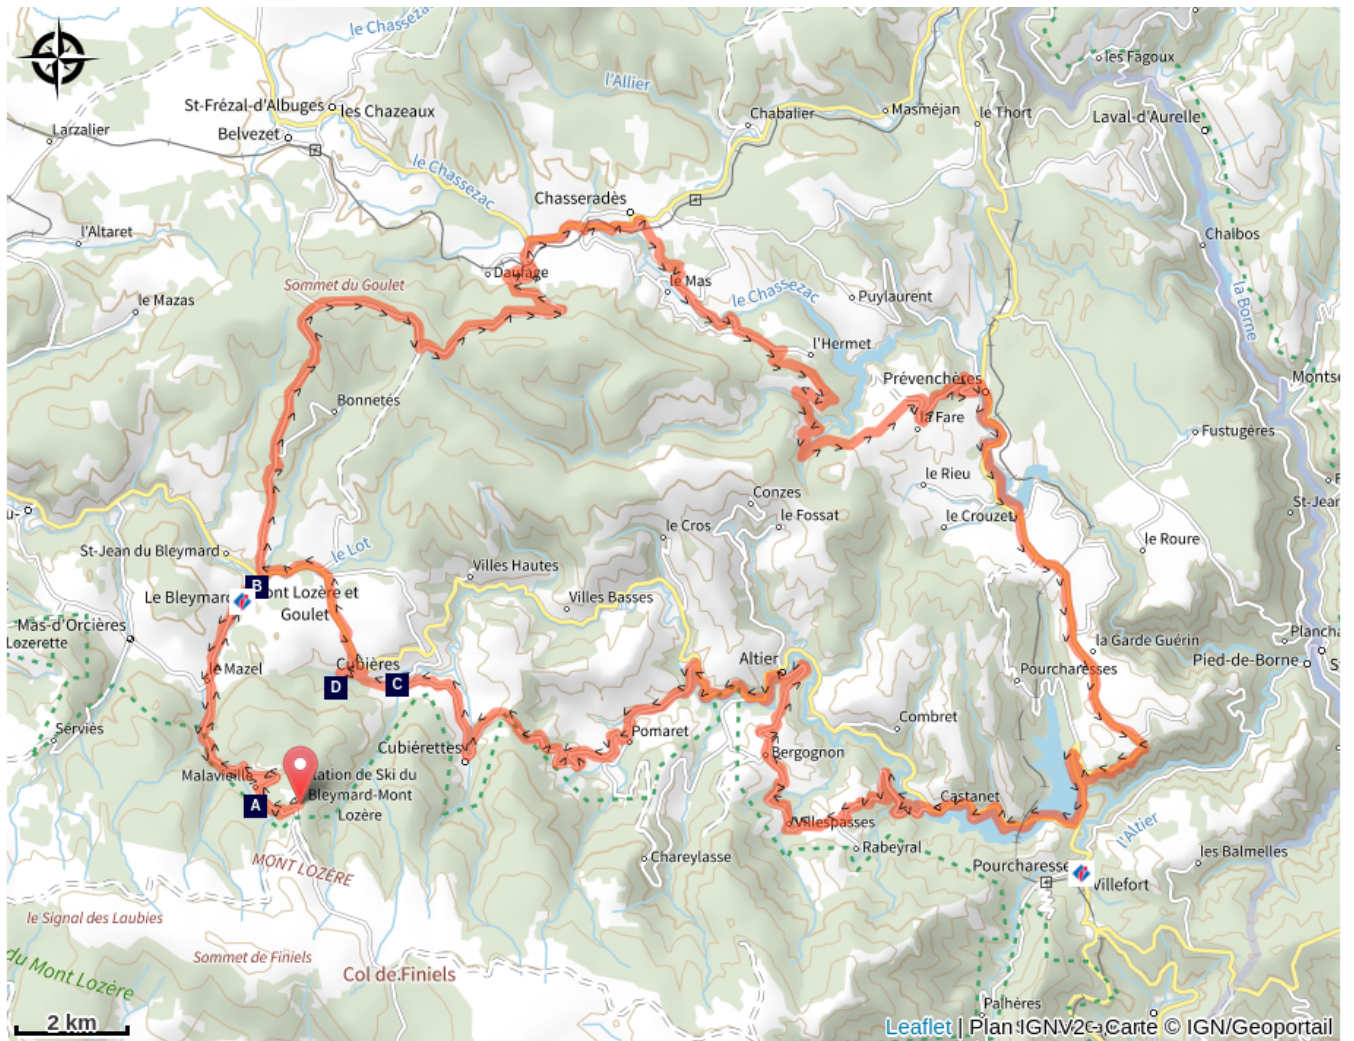 le Chassezac
les Fagoux
l'Allier
St-Frézal-d'Albuges
les Chazeaux
Chabalier
Masméjan
le Thort
Laval-d'Aurelle
Larzalier
Belvezet
le Chassezac
Chasseradès
l'Altaret
Chalbos
Daufage
Sommet du Goulet
le Mas
le Chassezac
Puylaurent
la Borne
le Mazas
l'Hermet
Prévenchères
Bonnetés
la Fare
Fustugères
le Rieu
Conzes
le Cros
le Fossat
le Crouzet
St-Jean du Bleymard
le Lot
le Roure
Villes Hautes
B
Le Bleymard
Mont Lozère et
Goulet
Villes Basses
Mas-d'Orcières
Lozerette
la Garde Guérin
Pied-de-Borne
le Mazel
Cubières
Altier
Pourcharesses
D
C
Serviès
Combret
Pomaret
Cubiérettes
Bergognon
Malavieille
Station de Ski du
Bleymard-Mont
Lozère
A
Castanet
Villespasses
l'Altier
Rabeyral
Chareylasse
les Balmelles
MONT LOZÈRE
Pourcharesses
Villefort
le Signal des Laubies
Sommet de Finiels
du Mont Lozère
Col de Finiels
Palhères
2 km
Leaflet | Plan IGNV2 - Carte © IGN/Geoportail